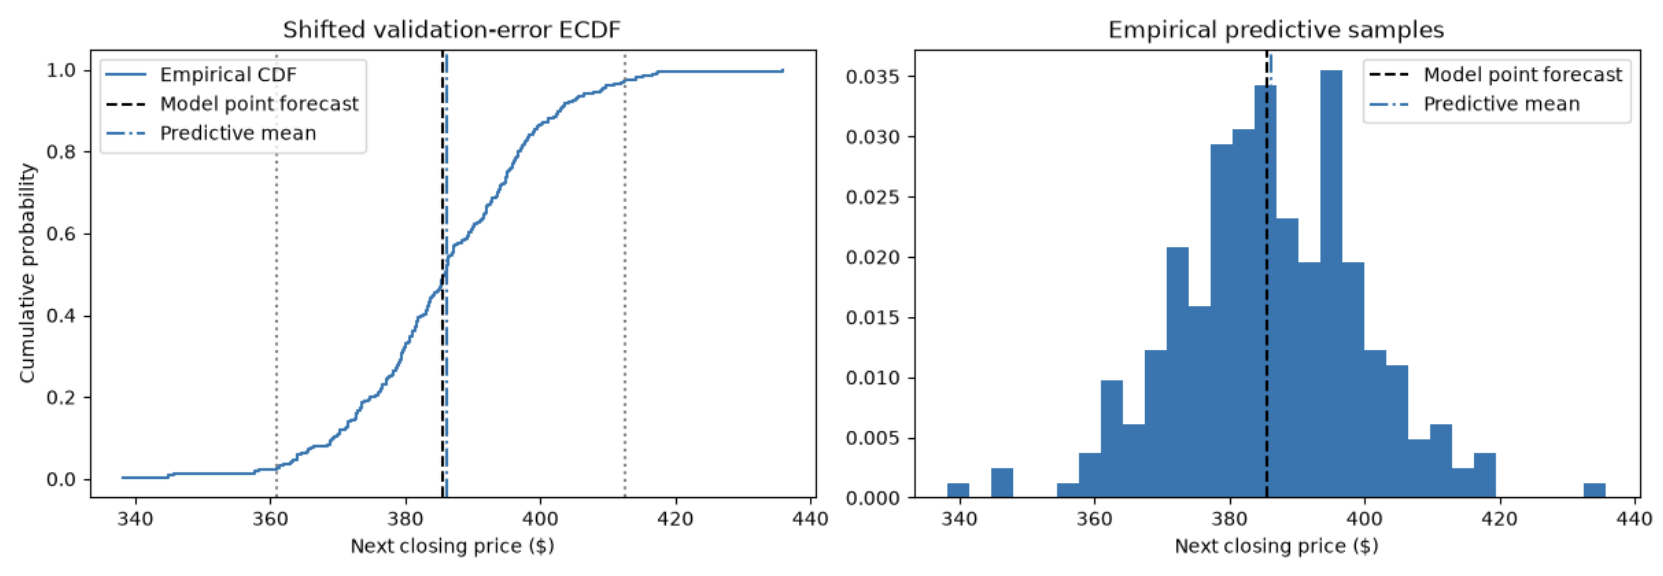 Shifted validation-error ECDF
Empirical CDF
Model point forecast
Predictive mean
Cumulative probability
1.0
0.8
0.6
0.4
0.2
0.0
340 360 380 400 420 440
Next closing price ($)
Empirical predictive samples
Model point forecast
Predictive mean
0.035
0.030
0.025
0.020
0.015
0.010
0.005
0.000
340 360 380 400 420 440
Next closing price ($)